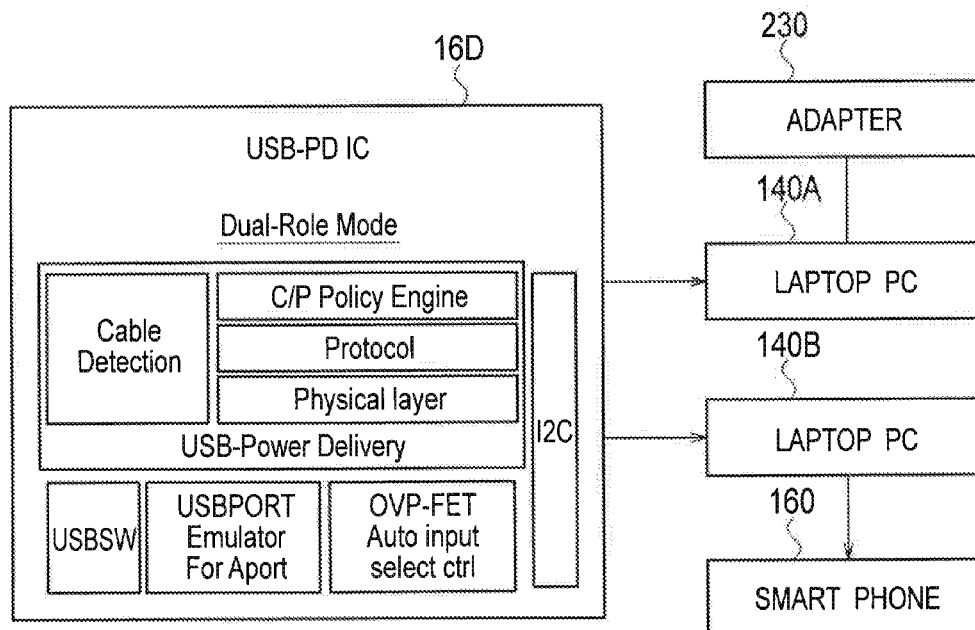 16D
USB-PD IC
Dual-Role Mode
Cable
Detection
C/P Policy Engine
Protocol
Physical layer
USB-Power Delivery
I2C
USBSW
USBPORT
Emulator
For Aport
OVP-FET
Auto input
select ctrl
230
ADAPTER
140A
LAPTOP PC
140B
LAPTOP PC
160
SMART PHONE